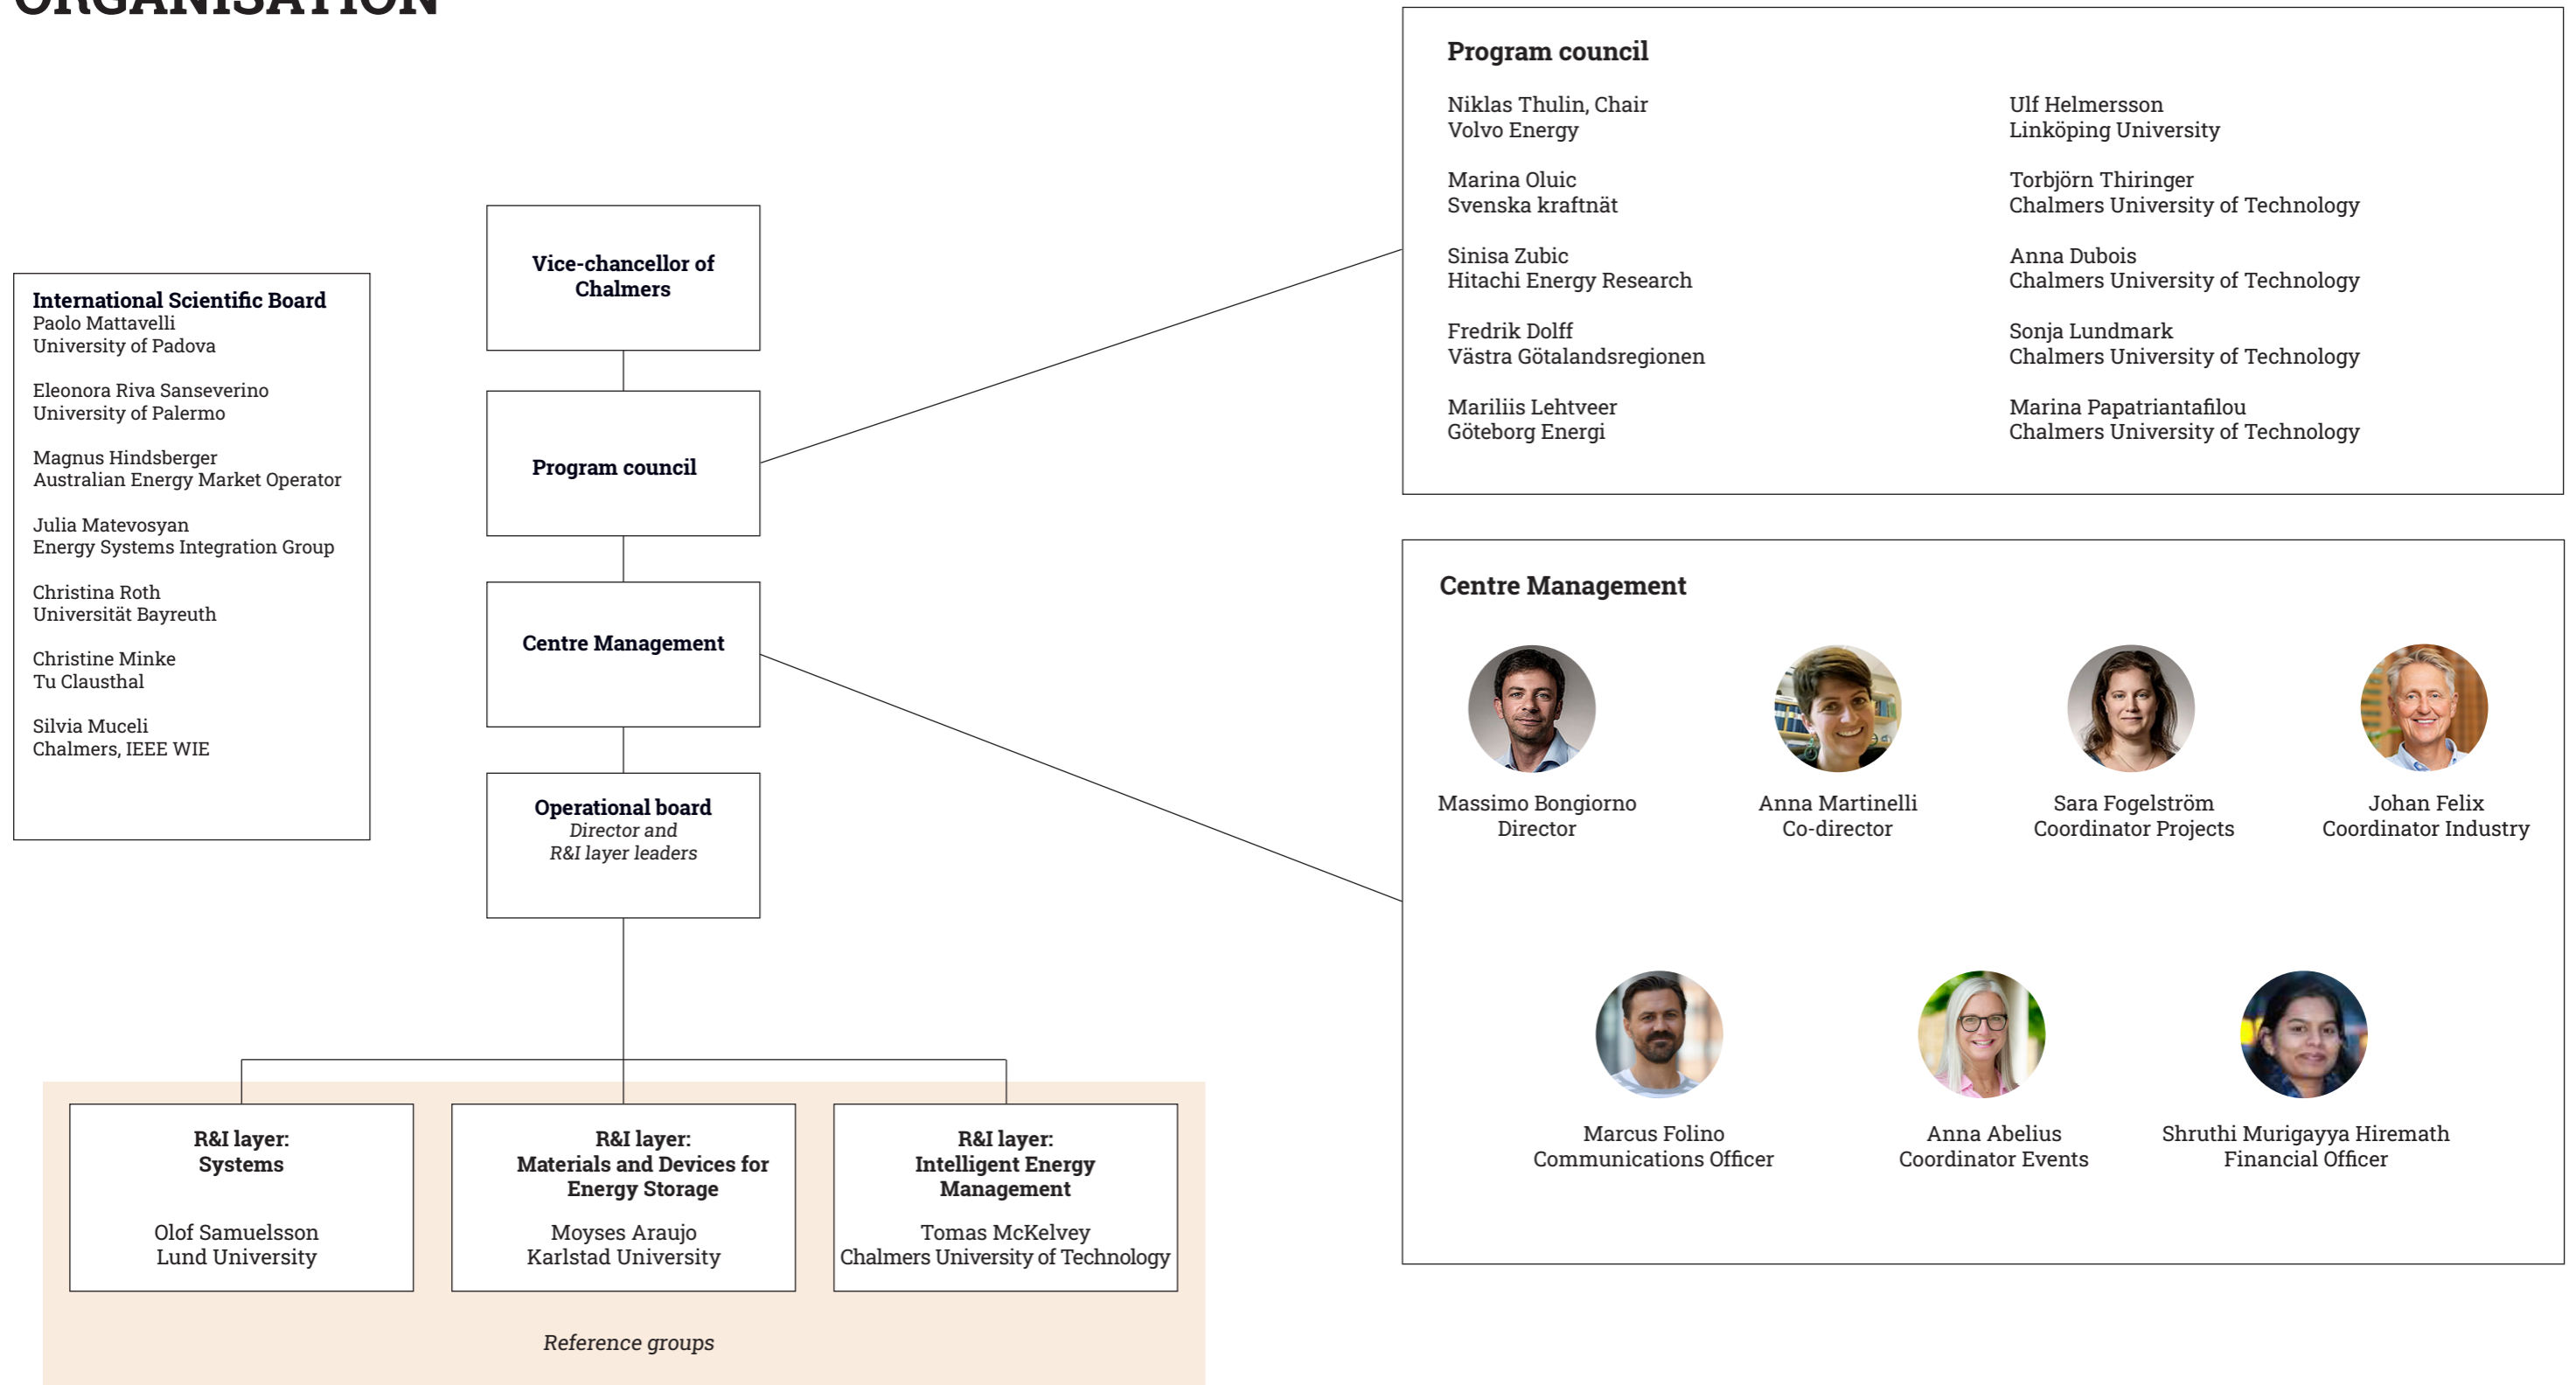 ORGANISATION
International Scientific Board
Paolo Mattavelli
University of Padova
Eleonora Riva Sanseverino
University of Palermo
Magnus Hindsberger
Australian Energy Market Operator
Julia Matevosyan
Energy Systems Integration Group
Christina Roth
Universität Bayreuth
Christine Minke
Tu Clausthal
Silvia Muceli
Chalmers, IEEE WIE
Vice-chancellor of
Chalmers
Program council
Centre Management
Operational board
Director and
R&I layer leaders
R&I layer:
Systems
Olof Samuelsson
Lund University
R&I layer:
Materials and Devices for
Energy Storage
Moyses Araujo
Karlstad University
R&I layer:
Intelligent Energy
Management
Tomas McKelvey
Chalmers University of Technology
Reference groups
Program council
Niklas Thulin, Chair
Volvo Energy
Marina Oluic
Svenska kraftnät
Sinisa Zubic
Hitachi Energy Research
Fredrik Dolff
Västra Götalandsregionen
Mariliis Lehtveer
Göteborg Energi
Ulf Helmersson
Linköping University
Torbjörn Thiringer
Chalmers University of Technology
Anna Dubois
Chalmers University of Technology
Sonja Lundmark
Chalmers University of Technology
Marina Papatriantafilou
Chalmers University of Technology
Centre Management
Massimo Bongiorno
Director
Anna Martinelli
Co-director
Sara Fogelström
Coordinator Projects
Johan Felix
Coordinator Industry
Marcus Folino
Communications Officer
Anna Abelius
Coordinator Events
Shruthi Murigayya Hiremath
Financial Officer